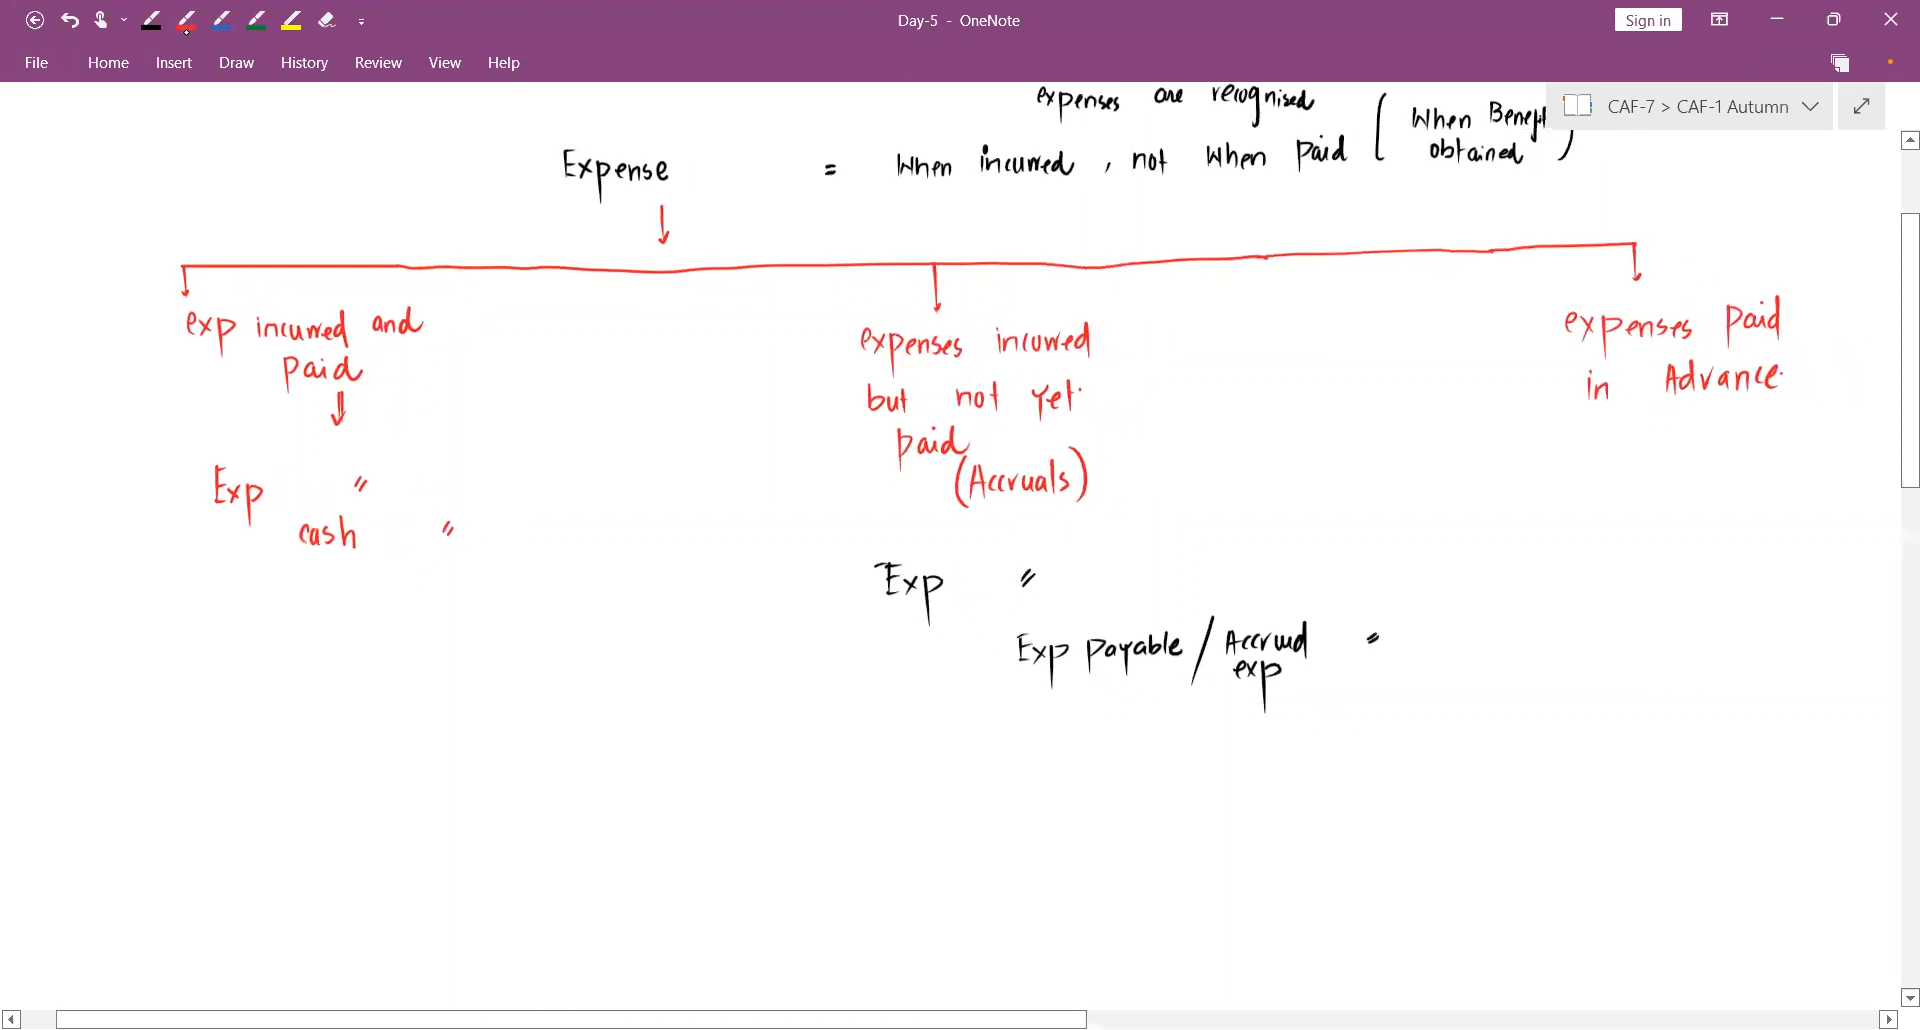 Day-5 - OneNote
Sign in
File Home Insert Draw History Review View Help
CAF-7 > CAF-1 Autumn
expenses are recognised
Expense = When incurred, not when paid (When Benefit obtained)
exp incurred and
paid
expenses incurred
but not yet
paid
(Accruals)
expenses paid
in Advance.
Exp "
cash "
Exp "
Exp payable / Accrued "
exp